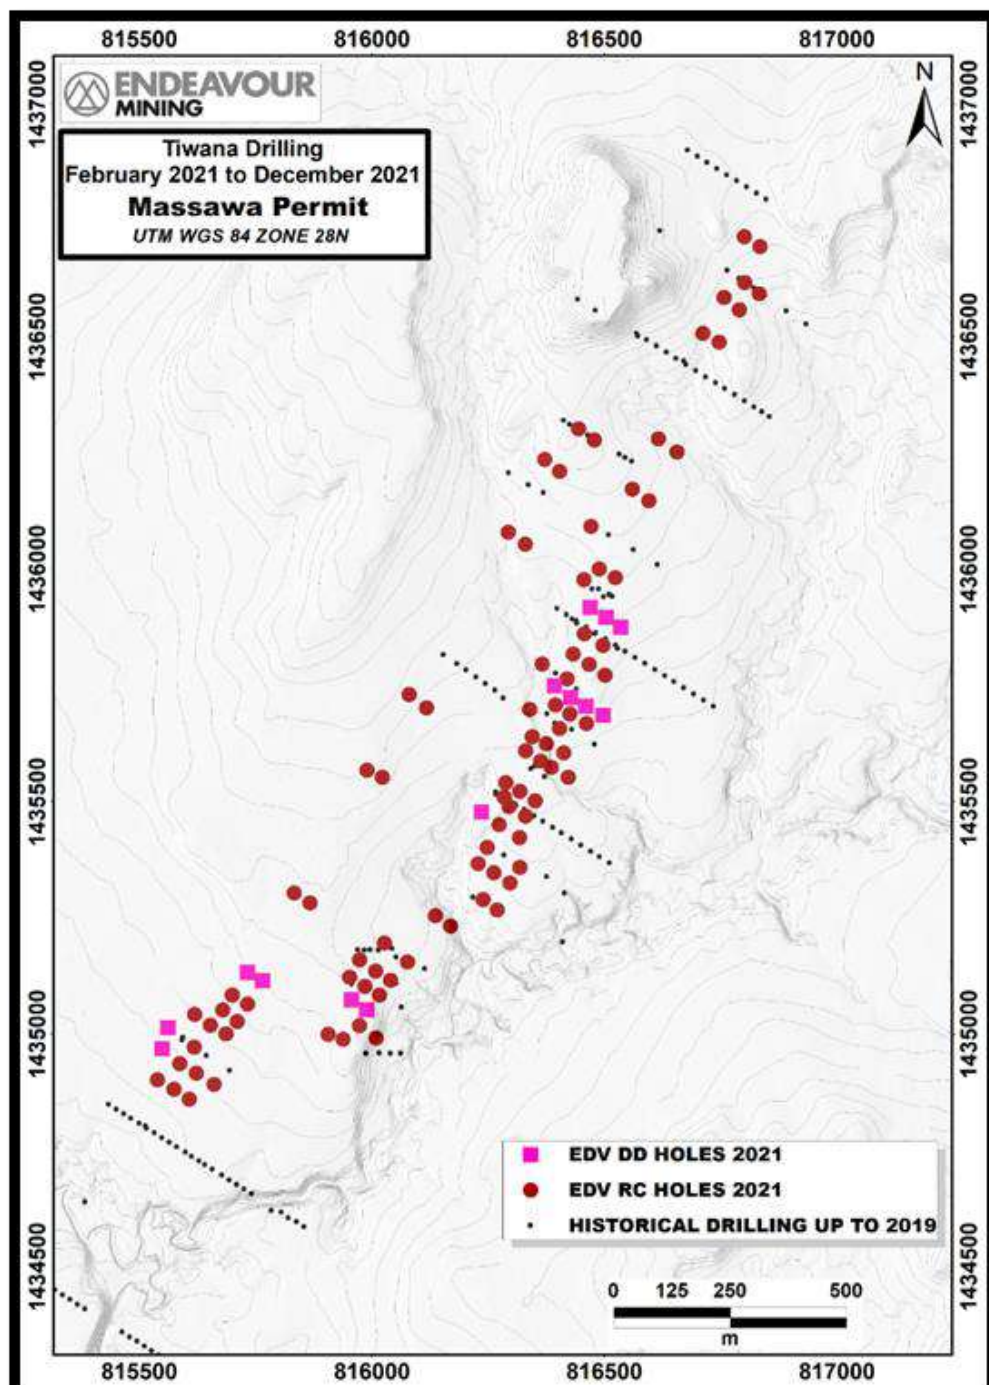 815500 816000 816500 817000
ENDEAVOUR
MINING
N
Tiwana Drilling
February 2021 to December 2021
Massawa Permit
UTM WGS 84 ZONE 28N
1437000 1437000
1436500 1436500
1436000 1436000
1435500 1435500
1435000 1435000
1434500 1434500
EDV DD HOLES 2021
EDV RC HOLES 2021
HISTORICAL DRILLING UP TO 2019
0 125 250 500
m
815500 816000 816500 817000